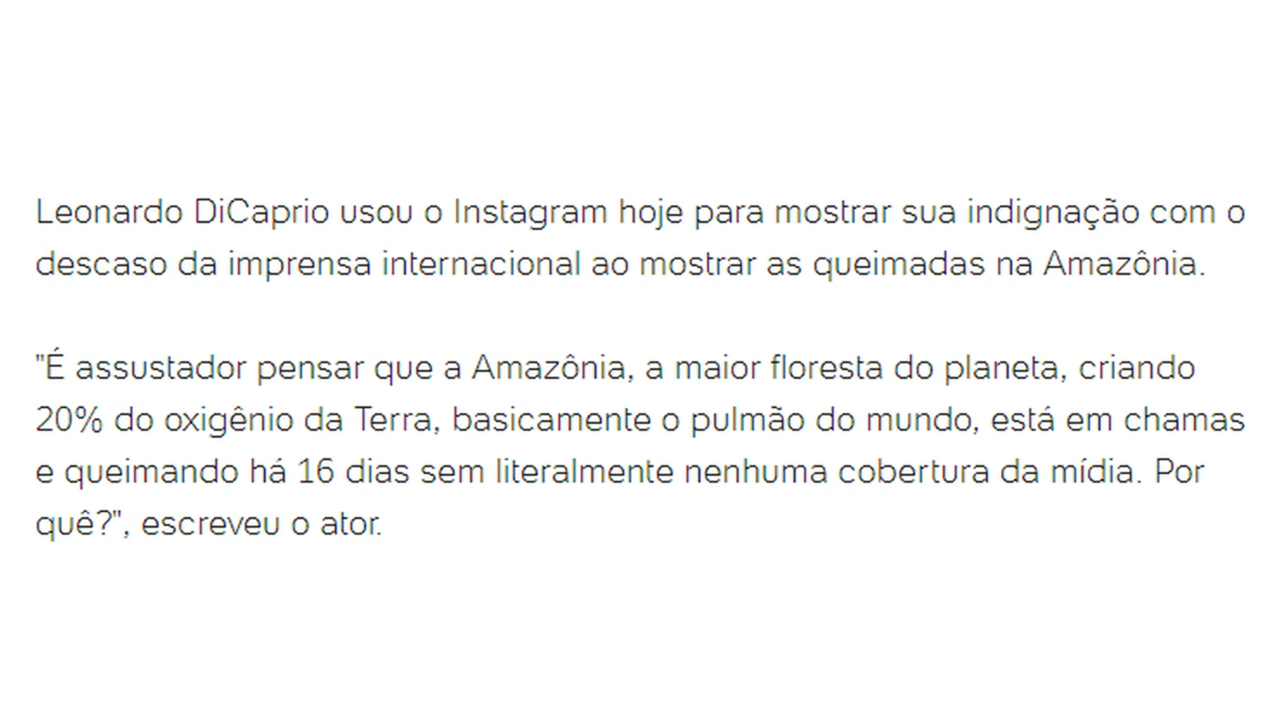 Leonardo DiCaprio usou o Instagram hoje para mostrar sua indignação com o
descaso da imprensa internacional ao mostrar as queimadas na Amazônia.
"É assustador pensar que a Amazônia, a maior floresta do planeta, criando
20% do oxigênio da Terra, basicamente o pulmão do mundo, está em chamas
e queimando há 16 dias sem literalmente nenhuma cobertura da mídia. Por
quê?", escreveu o ator.